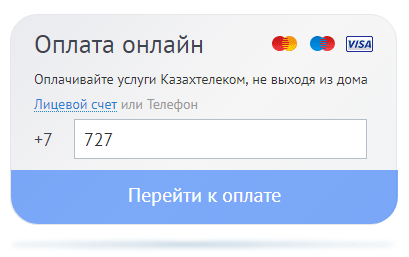 Оплата онлайн VISA
Оплачивайте услуги Казахтелеком, не выходя из дома
Лицевой счет или Телефон
+7 727
Перейти к оплате